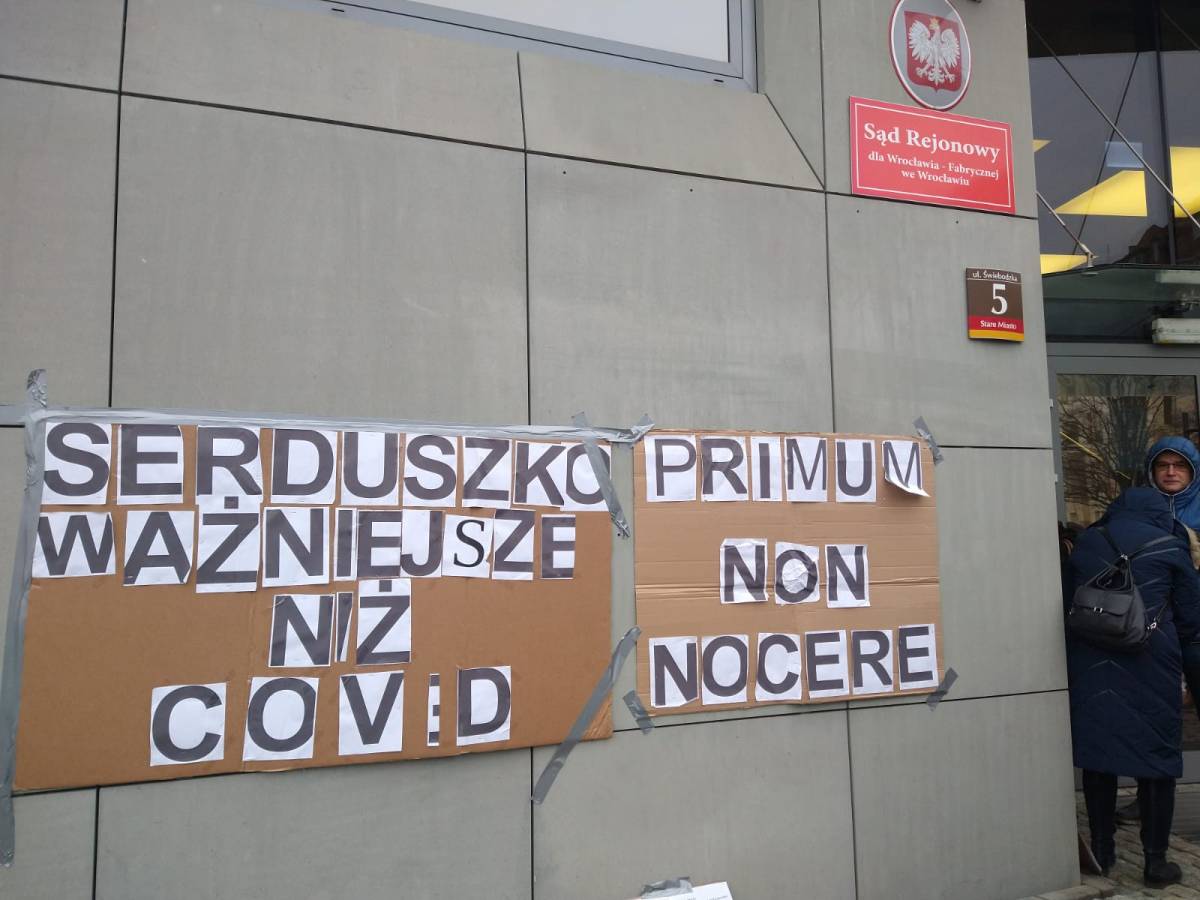 Sąd Rejonowy
dla Wrocławia - Fabrycznej
we Wrocławiu
ul. Świebodzka
5
Stare Miasto
SERDUSZKO
WAŻNIEJSZE
NIŻ
COVID
PRIMUM
NON
NOCERE